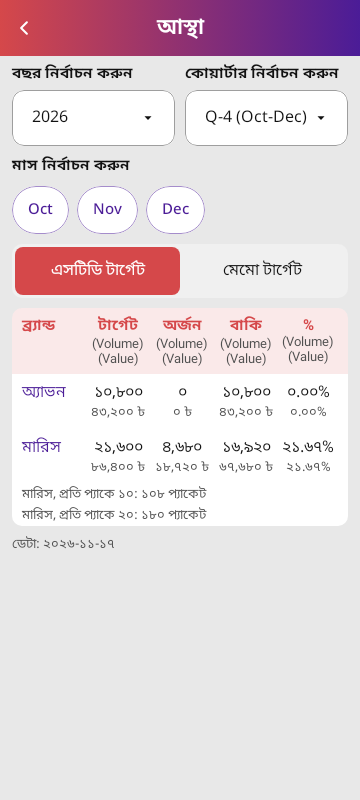 আস্থা
বছর নির্বাচন করুন কোয়ার্টার নির্বাচন করুন
2026 Q-4 (Oct-Dec)
মাস নির্বাচন করুন
Oct Nov Dec
এসটিডি টার্গেট মেমো টার্গেট
ব্র্যান্ড টার্গেট অর্জন বাকি %
(Volume) (Volume) (Volume) (Volume)
(Value) (Value) (Value) (Value)
অ্যাভন ১০,৮০০ ০ ১০,৮০০ ০.০০%
৪৩,২০০ ৳ ০ ৳ ৪৩,২০০ ৳ ০.০০%
মারিস ২১,৬০০ ৪,৬৮০ ১৬,৯২০ ২১.৬৭%
৮৬,৪০০ ৳ ১৮,৭২০ ৳ ৬৭,৬৮০ ৳ ২১.৬৭%
মারিস, প্রতি প্যাকে ১০: ১০৮ প্যাকেট
মারিস, প্রতি প্যাকে ২০: ১৮০ প্যাকেট
ডেটা: ২০২৬-১১-১৭